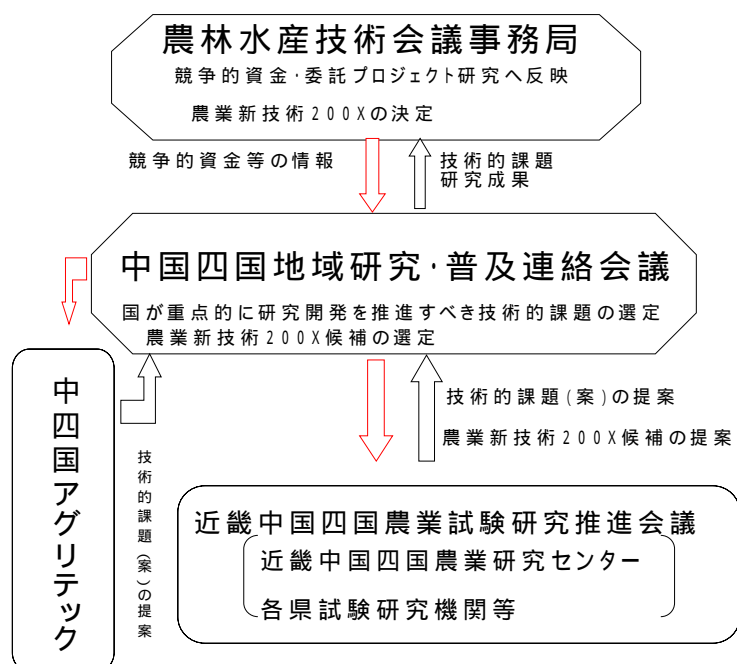 農林水産技術会議事務局
競争的資金・委託プロジェクト研究へ反映
農業新技術200Xの決定
競争的資金等の情報
技術的課題
研究成果
中国四国地域研究・普及連絡会議
国が重点的に研究開発を推進すべき技術的課題の選定
農業新技術200X候補の選定
中四国アグリテック
技術的課題(案)の提案
技術的課題(案)の提案
農業新技術200X候補の提案
近畿中国四国農業試験研究推進会議
近畿中国四国農業研究センター
各県試験研究機関等